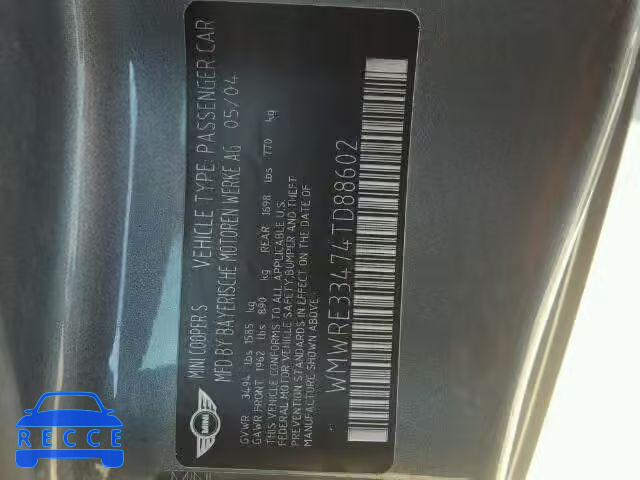 MINI COOPER S VEHICLE TYPE: PASSENGER CAR
MFD BY BAYERISCHE MOTOREN WERKE AG 05/04
GVWR 3494 lbs 1585 kg
GAWR FRONT 1962 lbs 890 kg REAR 1698 lbs 770 kg
THIS VEHICLE CONFORMS TO ALL APPLICABLE U.S.
FEDERAL MOTOR VEHICLE SAFETY, BUMPER AND THEFT
PREVENTION STANDARDS IN EFFECT ON THE DATE OF
MANUFACTURE SHOWN ABOVE.
WMWRE33474TD88602
MINI
RECCE